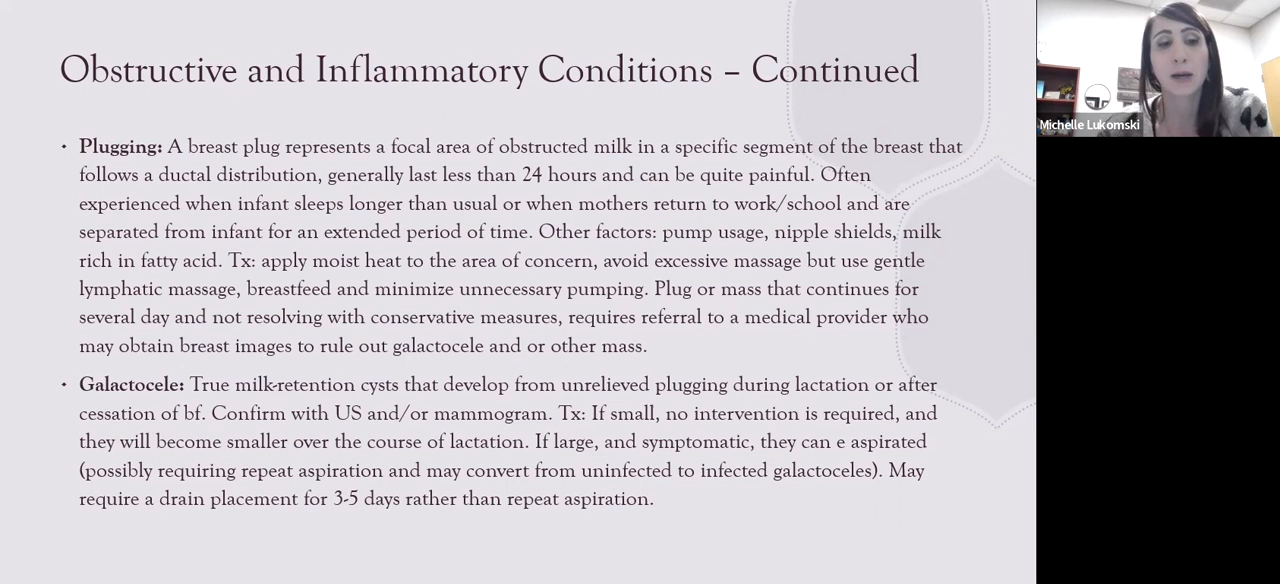 Obstructive and Inflammatory Conditions – Continued
Michelle Lukomski
• Plugging: A breast plug represents a focal area of obstructed milk in a specific segment of the breast that
follows a ductal distribution, generally last less than 24 hours and can be quite painful. Often
experienced when infant sleeps longer than usual or when mothers return to work/school and are
separated from infant for an extended period of time. Other factors: pump usage, nipple shields, milk
rich in fatty acid. Tx: apply moist heat to the area of concern, avoid excessive massage but use gentle
lymphatic massage, breastfeed and minimize unnecessary pumping. Plug or mass that continues for
several day and not resolving with conservative measures, requires referral to a medical provider who
may obtain breast images to rule out galactocele and or other mass.
• Galactocele: True milk-retention cysts that develop from unrelieved plugging during lactation or after
cessation of bf. Confirm with US and/or mammogram. Tx: If small, no intervention is required, and
they will become smaller over the course of lactation. If large, and symptomatic, they can e aspirated
(possibly requiring repeat aspiration and may convert from uninfected to infected galactoceles). May
require a drain placement for 3-5 days rather than repeat aspiration.